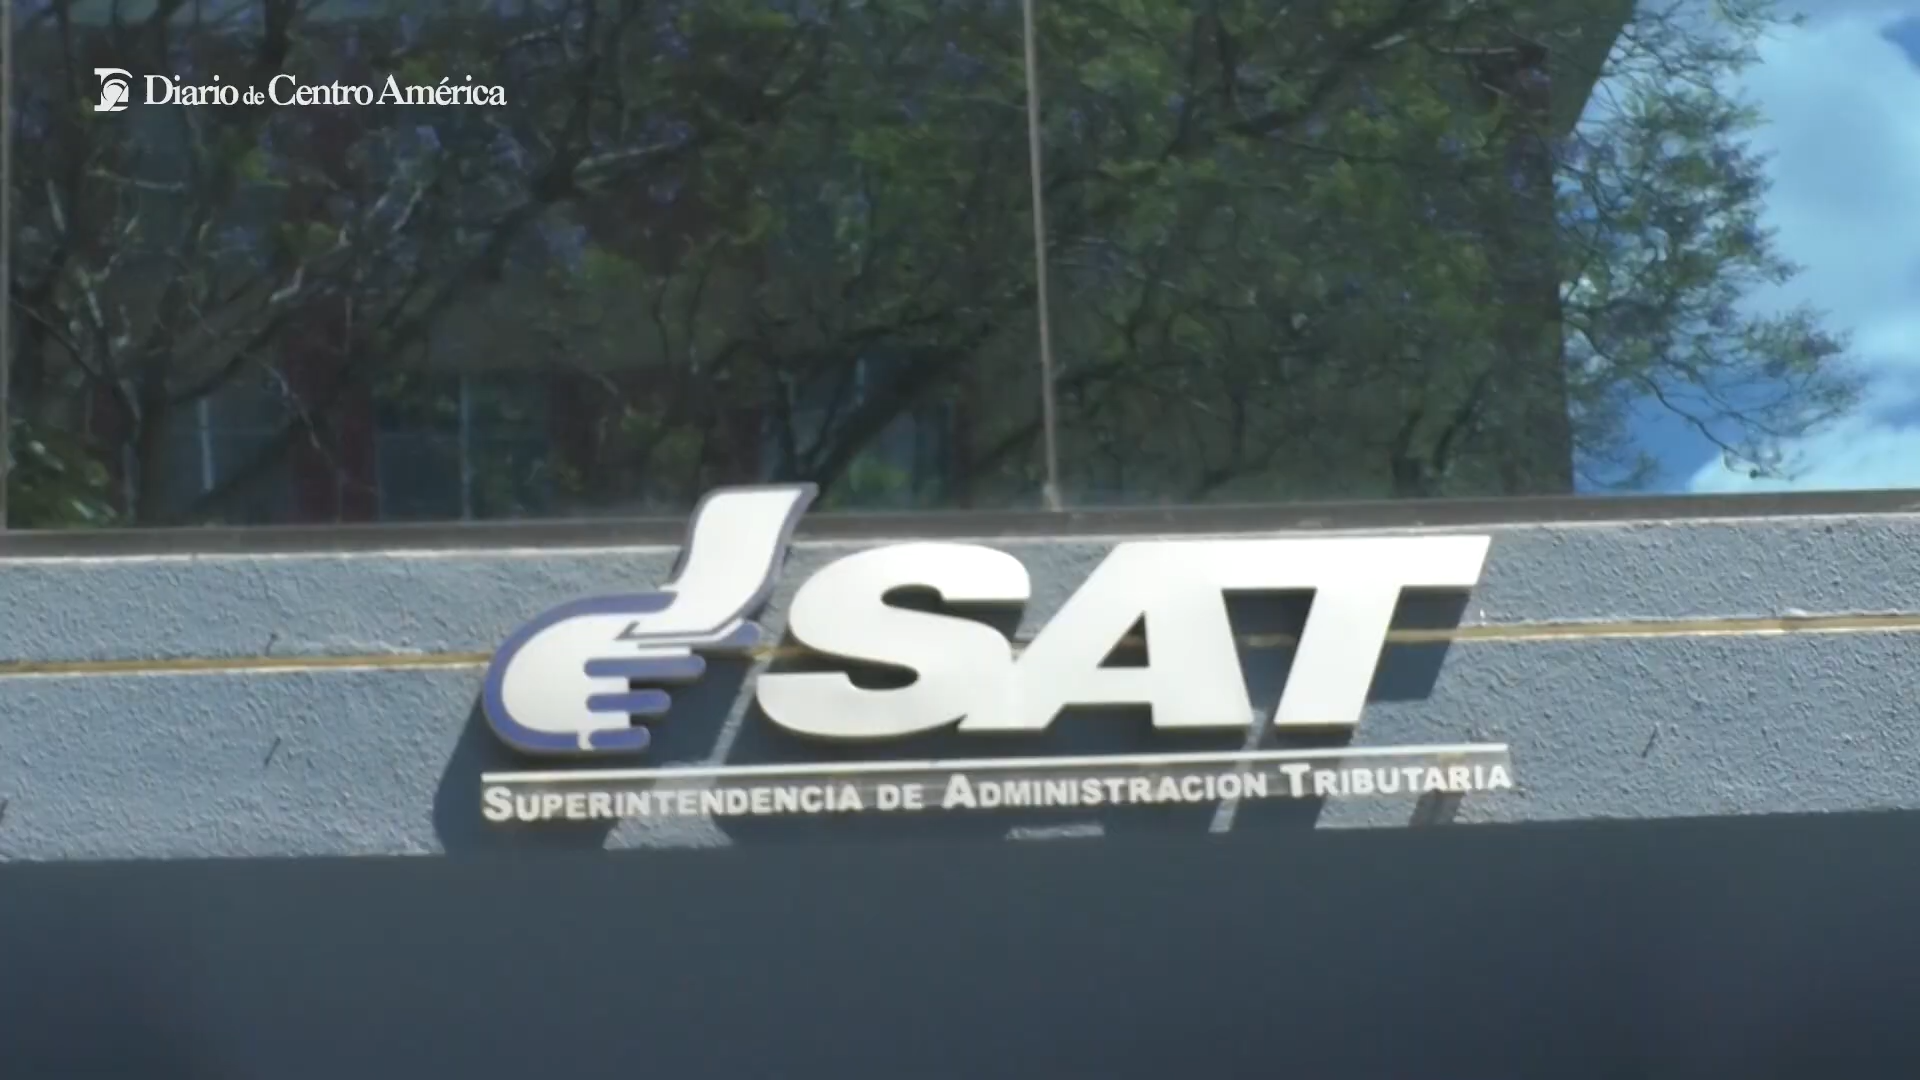 Diario de Centro América
SAT
SUPERINTENDENCIA DE ADMINISTRACION TRIBUTARIA